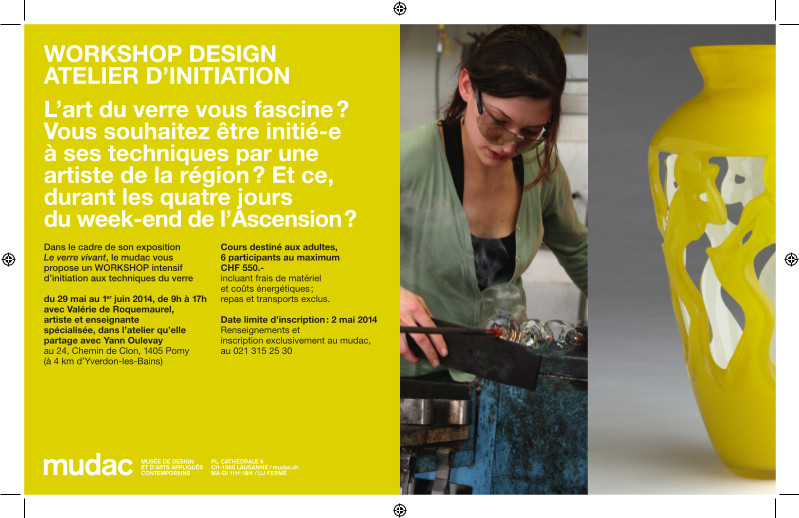 WORKSHOP DESIGN
ATELIER D'INITIATION
L'art du verre vous fascine ?
Vous souhaitez être initié-e
à ses techniques par une
artiste de la région ? Et ce,
durant les quatre jours
du week-end de l'Ascension ?
Dans le cadre de son exposition
Le verre vivant, le mudac vous
propose un WORKSHOP intensif
d'initiation aux techniques du verre
du 29 mai au 1er juin 2014, de 9h à 17h
avec Valérie de Roquemaurel,
artiste et enseignante
spécialisée, dans l'atelier qu'elle
partage avec Yann Oulevay
au 24, Chemin de Clon, 1405 Pomy
(à 4 km d'Yverdon-les-Bains)
Cours destiné aux adultes,
6 participants au maximum
CHF 550.-
incluant frais de matériel
et coûts énergétiques ;
repas et transports exclus.
Date limite d'inscription : 2 mai 2014
Renseignements et
inscription exclusivement au mudac,
au 021 315 25 30
mudac
MUSÉE DE DESIGN
ET D'ARTS APPLIQUÉS
CONTEMPORAINS
PL. CATHÉDRALE 6
CH-1005 LAUSANNE / mudac.ch
MA-DI 11H-18H / LU FERMÉ